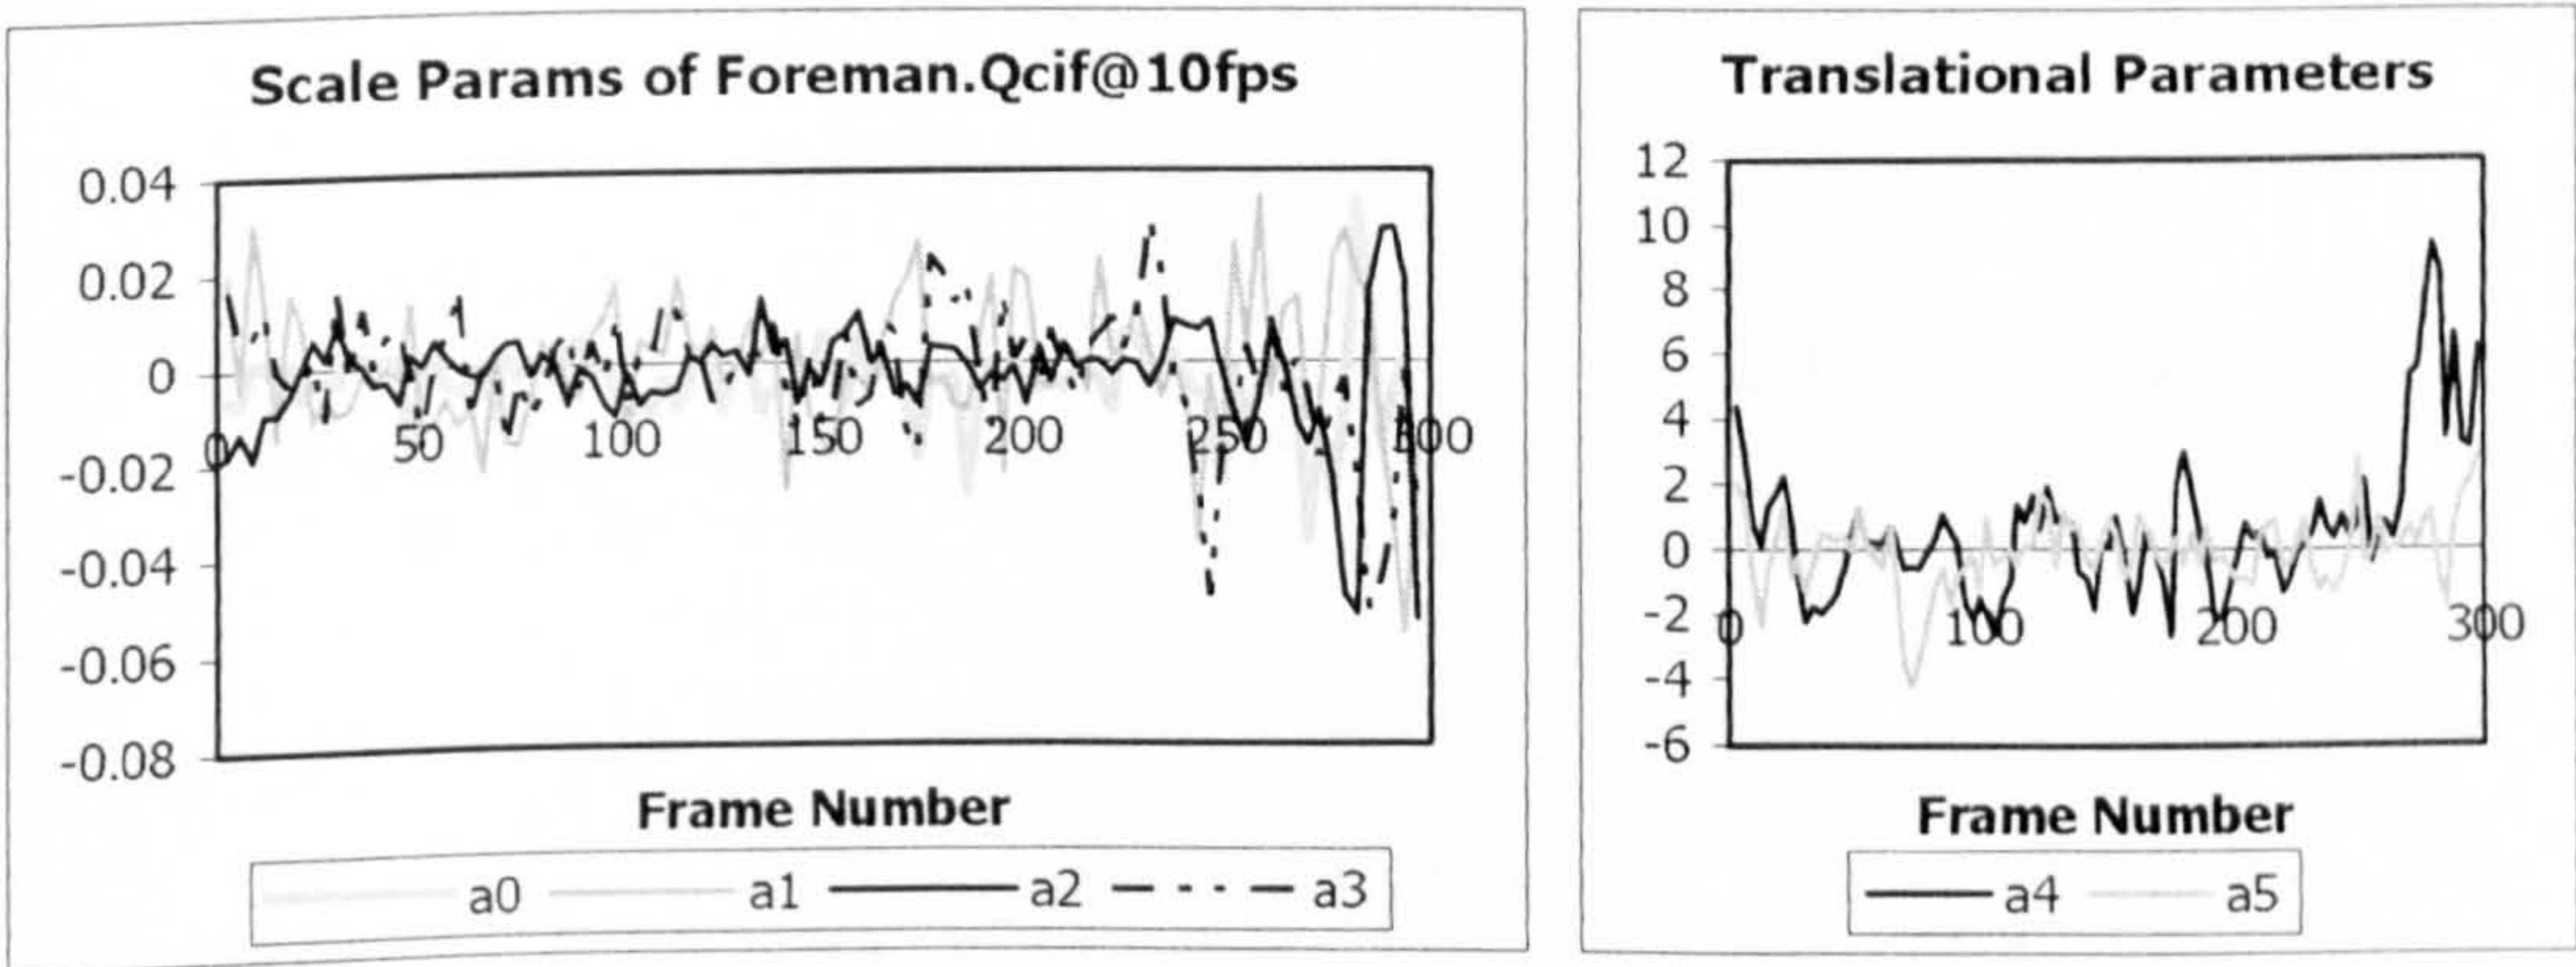 Scale Params of Foreman.Qcif@10fps
0.04
0.02
0
-0.02
-0.04
-0.06
-0.08
0 50 100 150 200 250 300
Frame Number
a0 a1 a2 a3
Translational Parameters
12
10
8
6
4
2
0
-2
-4
-6
0 100 200 300
Frame Number
a4 a5